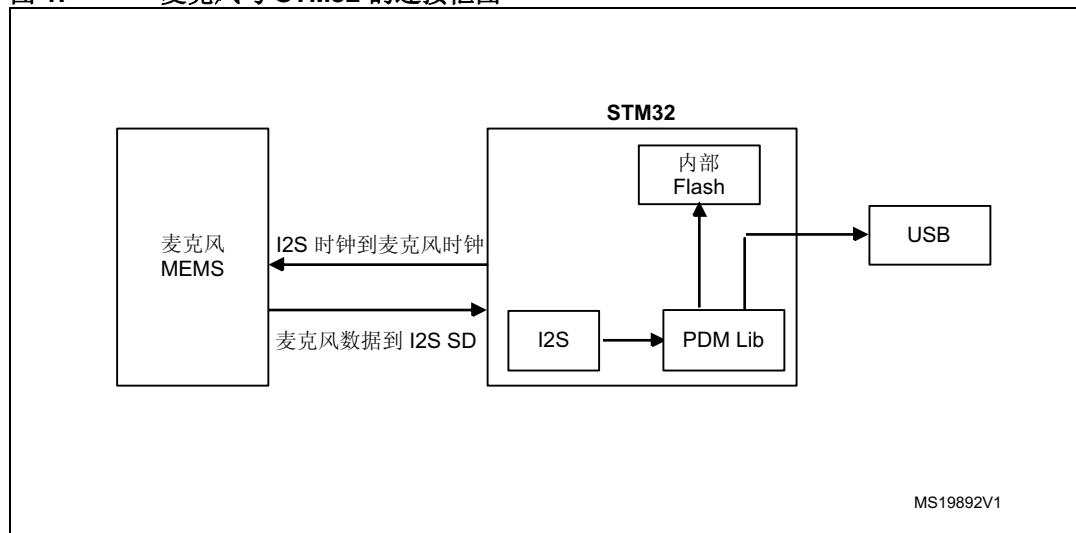 STM32
内部
Flash
麦克风
MEMS
I2S 时钟到麦克风时钟
USB
麦克风数据到 I2S SD
I2S
PDM Lib
MS19892V1